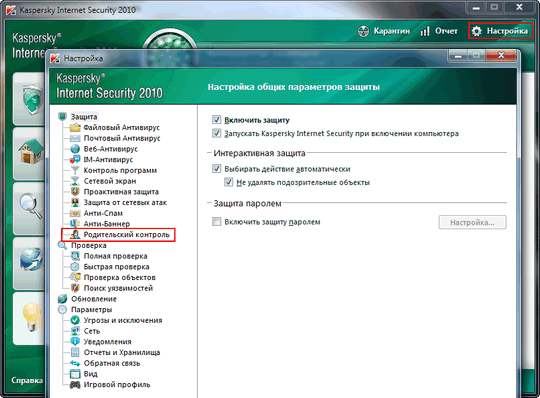 Kaspersky Internet Security 2010
Kaspersky®
Internet
Карантин
Отчет
Настройка
Настройка
Kaspersky®
Internet Security 2010
Настройка общих параметров защиты
Защита
Файловый Антивирус
Почтовый Антивирус
Веб-Антивирус
IM-Антивирус
Контроль программ
Сетевой экран
Проактивная защита
Защита от сетевых атак
Анти-Спам
Анти-Баннер
Родительский контроль
Проверка
Полная проверка
Быстрая проверка
Проверка объектов
Поиск уязвимостей
Обновление
Параметры
Угрозы и исключения
Сеть
Уведомления
Отчеты и Хранилища
Обратная связь
Вид
Игровой профиль
Включить защиту
Запускать Kaspersky Internet Security при включении компьютера
Интерактивная защита
Выбирать действие автоматически
Не удалять подозрительные объекты
Защита паролем
Включить защиту паролем
Настройка...
Справка